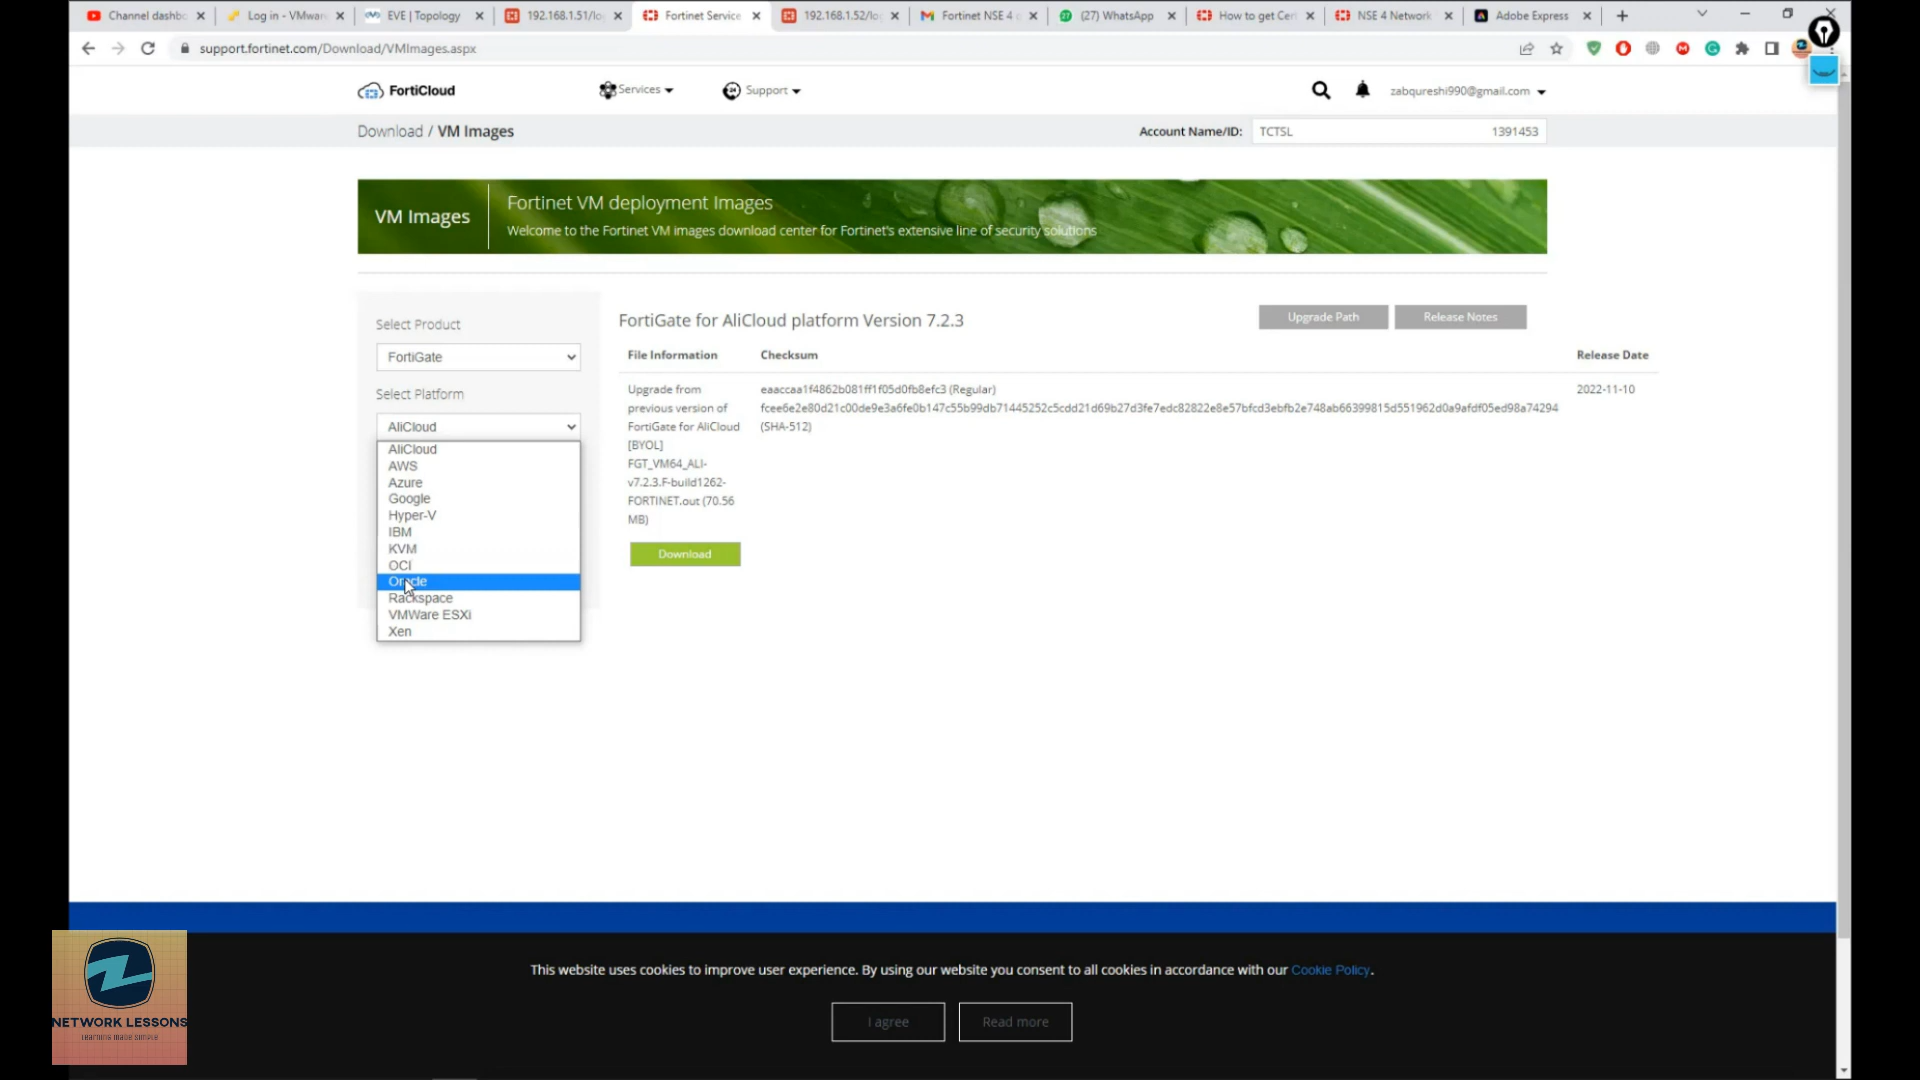 Channel dashbo
Log in - VMware
EVE | Topology
192.168.1.51/lo
Fortinet Service
192.168.1.52/lo
Fortinet NSE 4
(27) WhatsApp
How to get Cer
NSE 4 Network
Adobe Express
support.fortinet.com/Download/VMImages.aspx
FortiCloud
Services
Support
zabqureshi990@gmail.com
Download / VM Images
Account Name/ID:
TCTSL
1391453
VM Images
Fortinet VM deployment Images
Welcome to the Fortinet VM images download center for Fortinet's extensive line of security solutions
Select Product
FortiGate
Select Platform
AliCloud
AliCloud
AWS
Azure
Google
Hyper-V
IBM
KVM
OCI
Oracle
Rackspace
VMWare ESXi
Xen
FortiGate for AliCloud platform Version 7.2.3
Upgrade Path
Release Notes
File Information
Checksum
Release Date
Upgrade from
previous version of
FortiGate for AliCloud
[BYOL]
FGT_VM64_ALI-
v7.2.3.F-build1262-
FORTINET.out (70.56
MB)
eaaccaa1f4862b081ff1f05d0fb8efc3 (Regular)
fcee6e2e80d21c00de9e3a6fe0b147c55b99db71445252c5cdd21d69b27d3fe7edc82822e8e57bfcd3ebfb2e748ab66399815d551962d0a9afdf05ed98a74294
(SHA-512)
2022-11-10
Download
This website uses cookies to improve user experience. By using our website you consent to all cookies in accordance with our Cookie Policy.
I agree
Read more
NETWORK LESSONS
LEARNING MADE SIMPLE